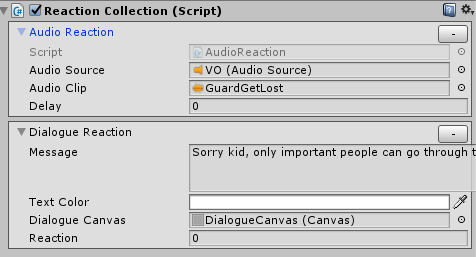 Reaction Collection (Script)
Audio Reaction
-
Script AudioReaction
Audio Source VO (Audio Source)
Audio Clip GuardGetLost
Delay 0
Dialogue Reaction
-
Message Sorry kid, only important people can go through t
Text Color
Dialogue Canvas DialogueCanvas (Canvas)
Reaction 0